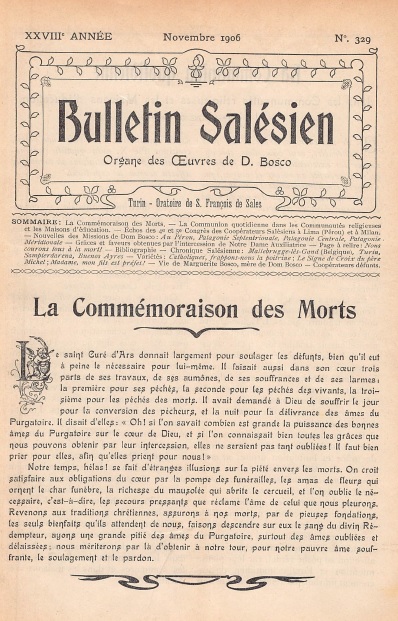 XXVIIIe ANNÉE Novembre 1906 N°. 329
Bulletin Salésien
Organe des Œuvres de D. Bosco
Turin - Oratoire de S. François de Sales
SOMMAIRE: La Commémoraison des Morts. — La Communion quotidienne dans les Communautés religieuses
et les Maisons d'éducation. — Échos des 4e et 5e Congrès des Coopérateurs Salésiens à Lima (Pérou) et à Milan.
— Nouvelles des Missions de Dom Bosco: Au Pérou, Patagonie Septentrionale, Patagonie Centrale, Patagonie
Méridionale — Grâces et faveurs obtenues par l'intercession de Notre Dame Auxiliatrice — Page à relire: Nous
courons tous à la mort! — Bibliographie — Chronique Salésienne: Mallebrugge-lz-Gand (Belgique), Turin,
Sampierdarena, Buenos Ayres — Variétés: Catholiques, frappons-nous la poitrine; Le Signe de Croix du père
Michel; Madame, mon fils est préfet! — Vie de Marguerite Bosco, mère de Dom Bosco — Coopérateurs défunts.
La Commémoraison des Morts
Le saint Curé d'Ars donnait largement pour soulager les défunts, bien qu'il eut
à peine le nécessaire pour lui-même. Il faisait aussi dans son cœur trois
parts de ses travaux, de ses aumônes, de ses souffrances et de ses larmes;
la première pour ses péchés, la seconde pour les péchés des vivants, la troi-
sième pour les péchés des morts. Il avait demandé à Dieu de souffrir le jour
pour la conversion des pécheurs, et la nuit pour la délivrance des âmes du
Purgatoire. Il disait d'elles: « Oh! si l'on savait combien est grande la puissance des bonnes
âmes du Purgatoire sur le cœur de Dieu, et si l'on connaissait bien toutes les grâces que
nous pouvons obtenir par leur intercession, elles ne seraient pas tant oubliées! Il faut bien
prier pour elles, afin qu'elles prient pour nous! »
Notre temps, hélas! se fait d'étranges illusions sur la piété envers les morts. On croit
satisfaire aux obligations du cœur par la pompe des funérailles, les amas de fleurs qui
ornent le char funèbre, la richesse du mausolée qui abrite le cercueil, et l'on oublie le né-
cessaire, c'est-à-dire, les secours pressants que réclame l'âme de celui que nous pleurons.
Revenons aux traditions chrétiennes, assurons à nos morts, par de pieuses fondations,
les seuls bienfaits qu'ils attendent de nous, faisons descendre sur eux le sang du divin Ré-
dempteur, ayons une grande pitié des âmes du Purgatoire, surtout des âmes oubliées et
délaissées; nous mériterons par là d'obtenir à notre tour, pour notre pauvre âme souf-
frante, le soulagement et le pardon.